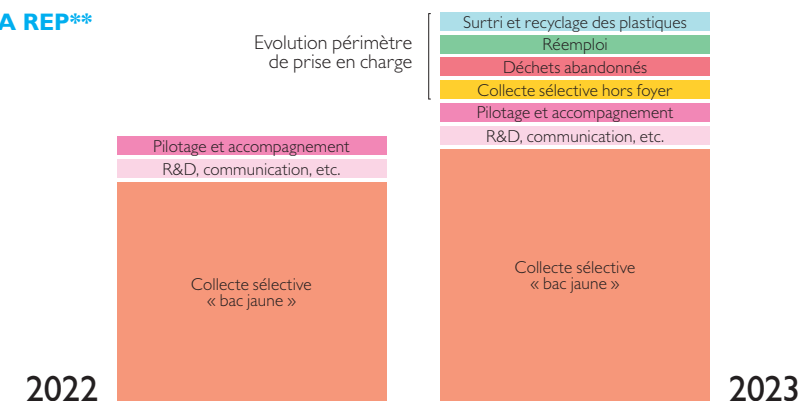 A REP**
Evolution périmètre
de prise en charge
Surtri et recyclage des plastiques
Réemploi
Déchets abandonnés
Collecte sélective hors foyer
Pilotage et accompagnement
R&D, communication, etc.
Collecte sélective
« bac jaune »
2023
Pilotage et accompagnement
R&D, communication, etc.
Collecte sélective
« bac jaune »
2022